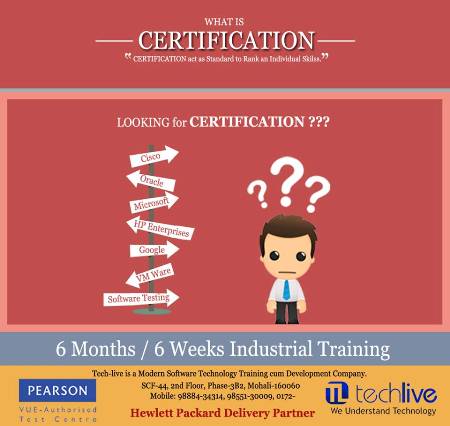 WHAT IS
CERTIFICATION
"CERTIFICATION act as Standard to Rank an Individual Skilss."
LOOKING for CERTIFICATION ???
Cisco
Oracle
Microsoft
HP Enterprises
Google
VM Ware
Software Testing
???
6 Months / 6 Weeks Industrial Training
Tech-live is a Modern Software Technology Training cum Development Company.
SCF-44, 2nd Floor, Phase-3B2, Mohali-160060
Mobile: 98884-34314, 98551-30009, 0172-
Hewlett Packard Delivery Partner
PEARSON
VUE-Authorised
Test Centre
techlive
We Understand Technology